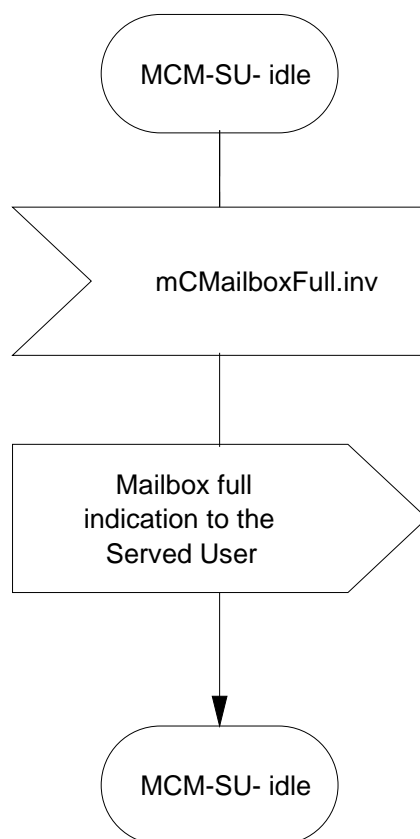 MCM-SU- idle
mCMailboxFull.inv
Mailbox full
indication to the
Served User
MCM-SU- idle